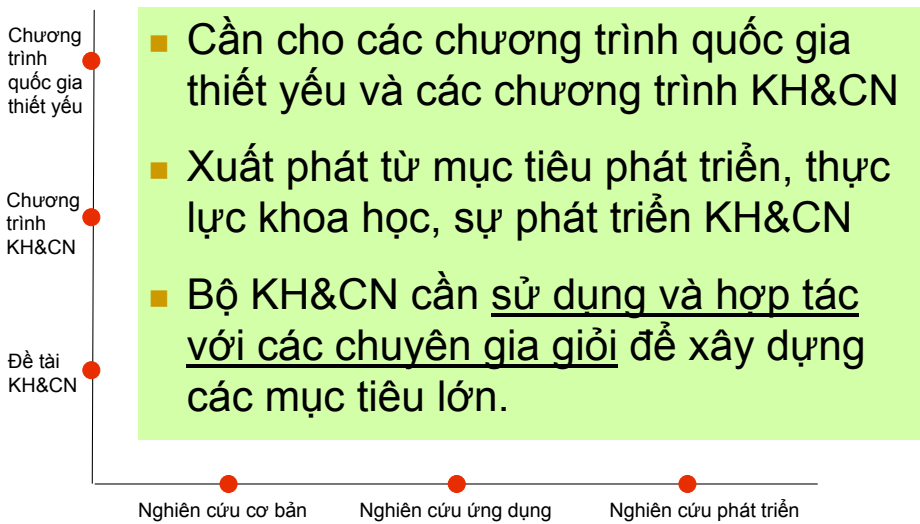 Chương
trình
quốc gia
thiết yếu
Chương
trình
KH&CN
Đề tài
KH&CN
Cần cho các chương trình quốc gia
thiết yếu và các chương trình KH&CN
Xuất phát từ mục tiêu phát triển, thực
lực khoa học, sự phát triển KH&CN
Bộ KH&CN cần sử dụng và hợp tác
với các chuyên gia giỏi để xây dựng
các mục tiêu lớn.
Nghiên cứu cơ bản
Nghiên cứu ứng dụng
Nghiên cứu phát triển